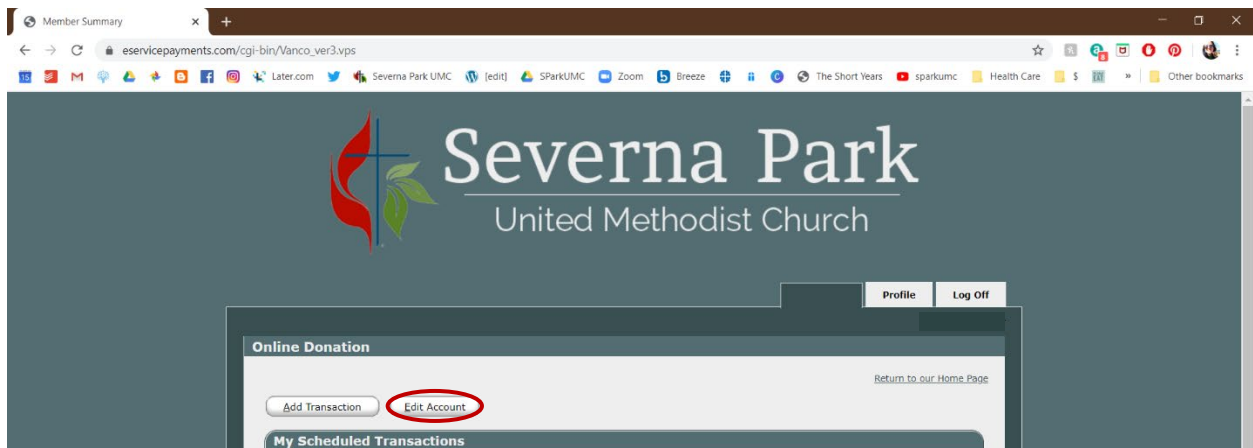 Member Summary
eservicepayments.com/cgi-bin/Vanco_ver3.vps
15 Later.com Severna Park UMC [edit] SParkUMC Zoom Breeze The Short Years sparkumc Health Care $ » Other bookmarks
Severna Park
United Methodist Church
Profile Log Off
Online Donation
Return to our Home Page
Add Transaction Edit Account
My Scheduled Transactions